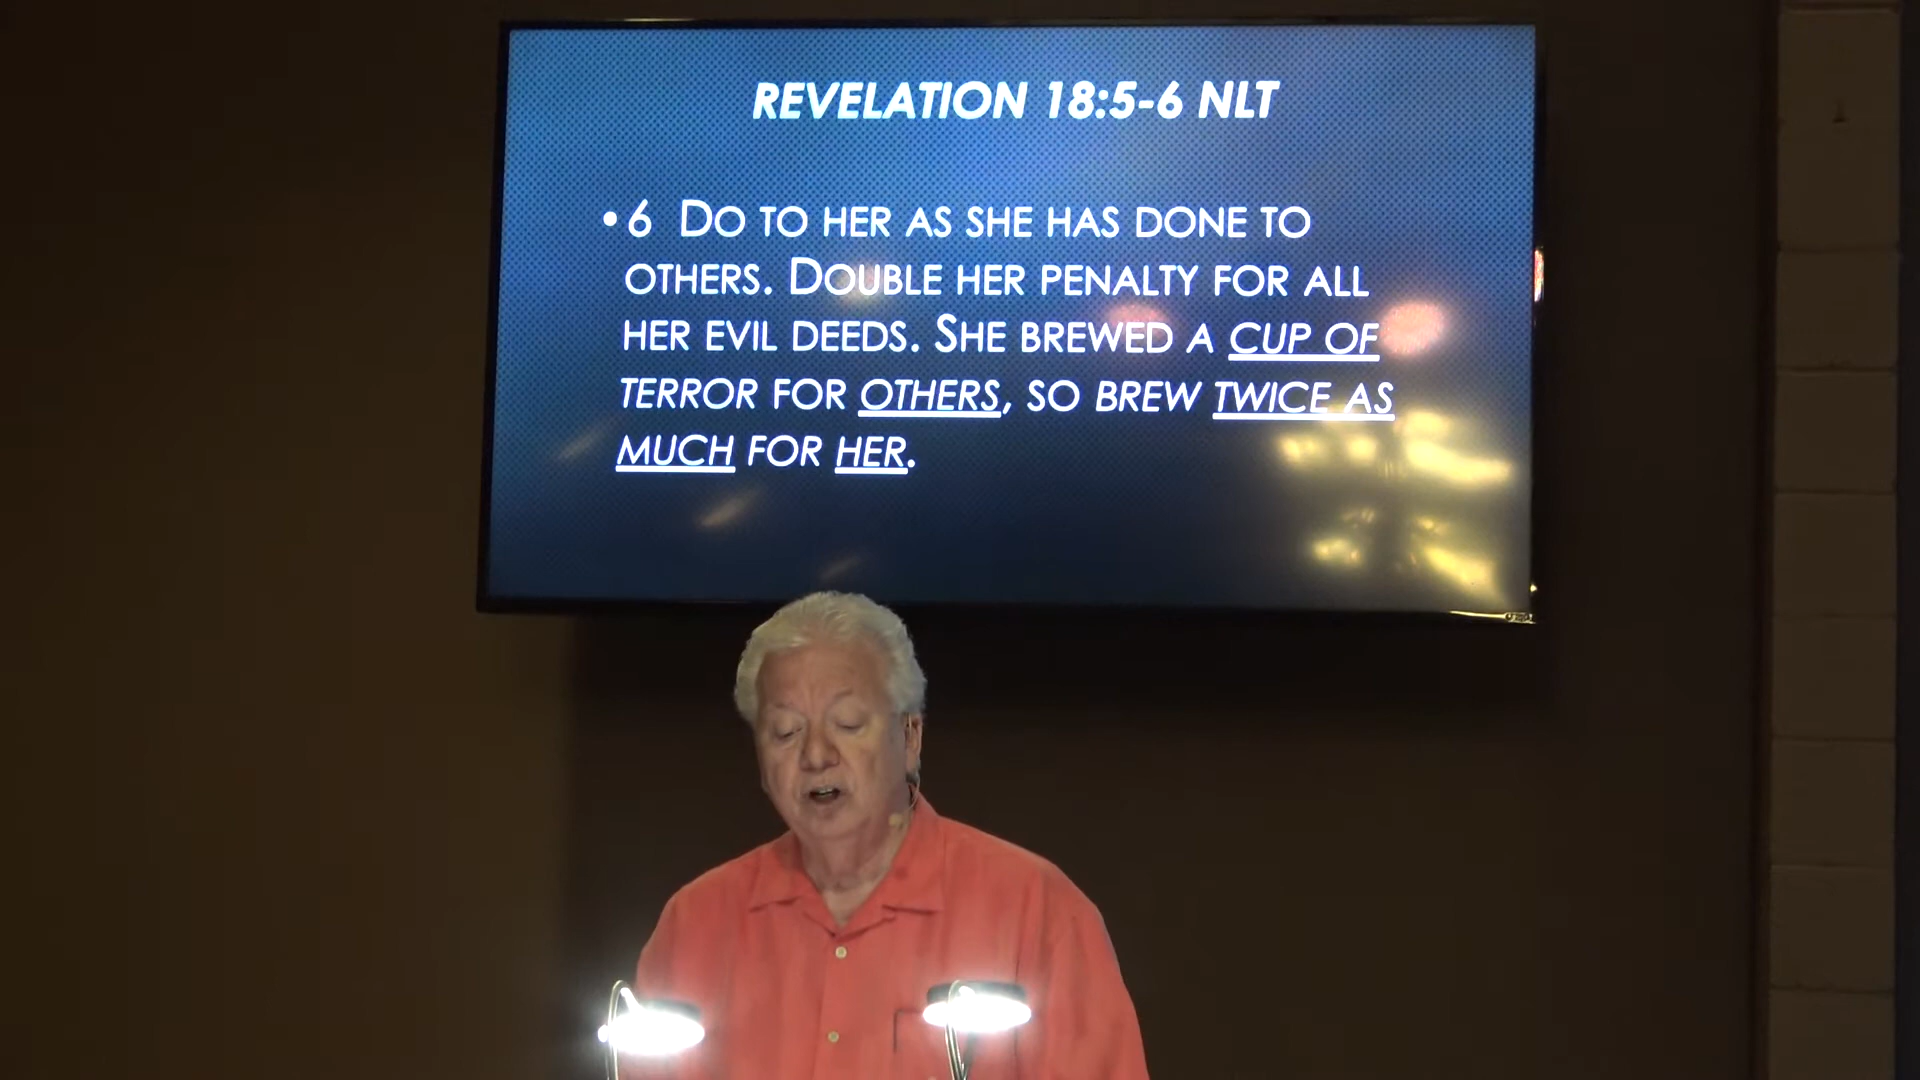 REVELATION 18:5-6 NLT
• 6 DO TO HER AS SHE HAS DONE TO
OTHERS. DOUBLE HER PENALTY FOR ALL
HER EVIL DEEDS. SHE BREWED A CUP OF
TERROR FOR OTHERS, SO BREW TWICE AS
MUCH FOR HER.